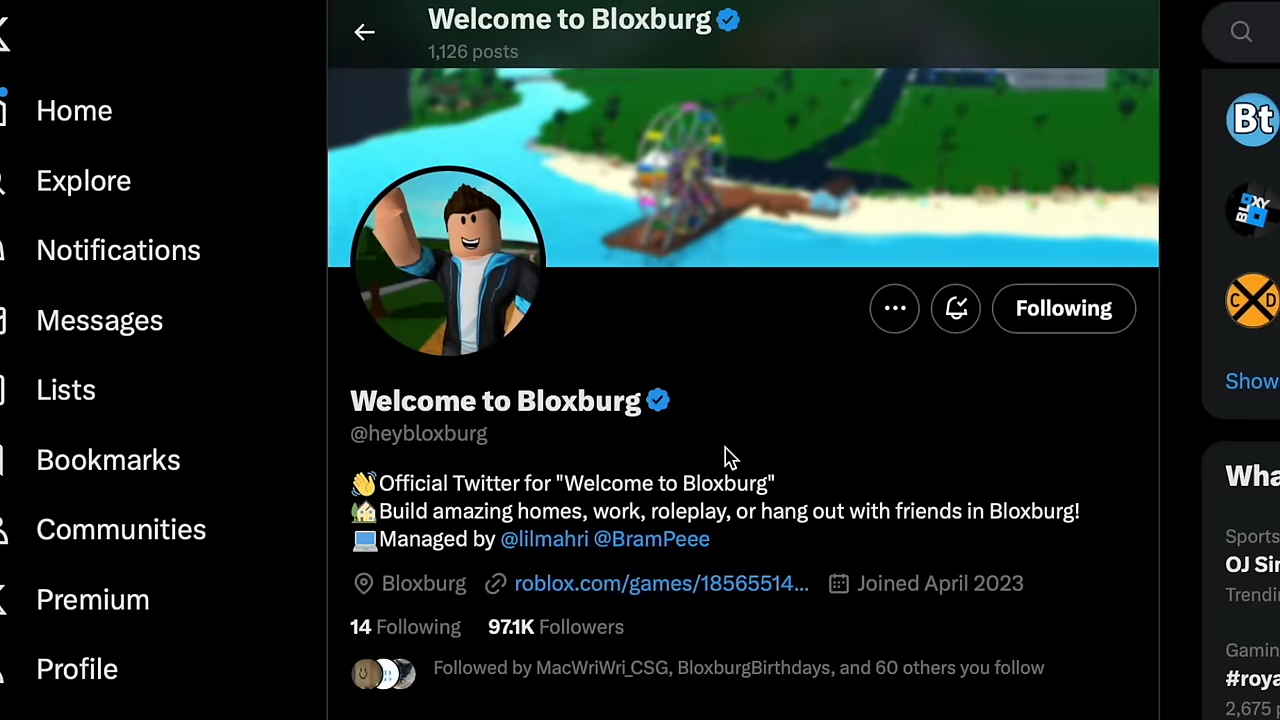 Home
Explore
Notifications
Messages
Lists
Bookmarks
Communities
Premium
Profile
Welcome to Bloxburg
1,126 posts
Following
Welcome to Bloxburg
@heybloxburg
👋Official Twitter for "Welcome to Bloxburg"
🏡Build amazing homes, work, roleplay, or hang out with friends in Bloxburg!
💻Managed by @lilmahri @BramPeee
Bloxburg roblox.com/games/18565514... Joined April 2023
14 Following 97.1K Followers
Followed by MacWriWri_CSG, BloxburgBirthdays, and 60 others you follow
Bt
BLOXY
C D
Show
Wha
Sports
OJ Sir
Trendi
Gamin
#roya
2,675 p